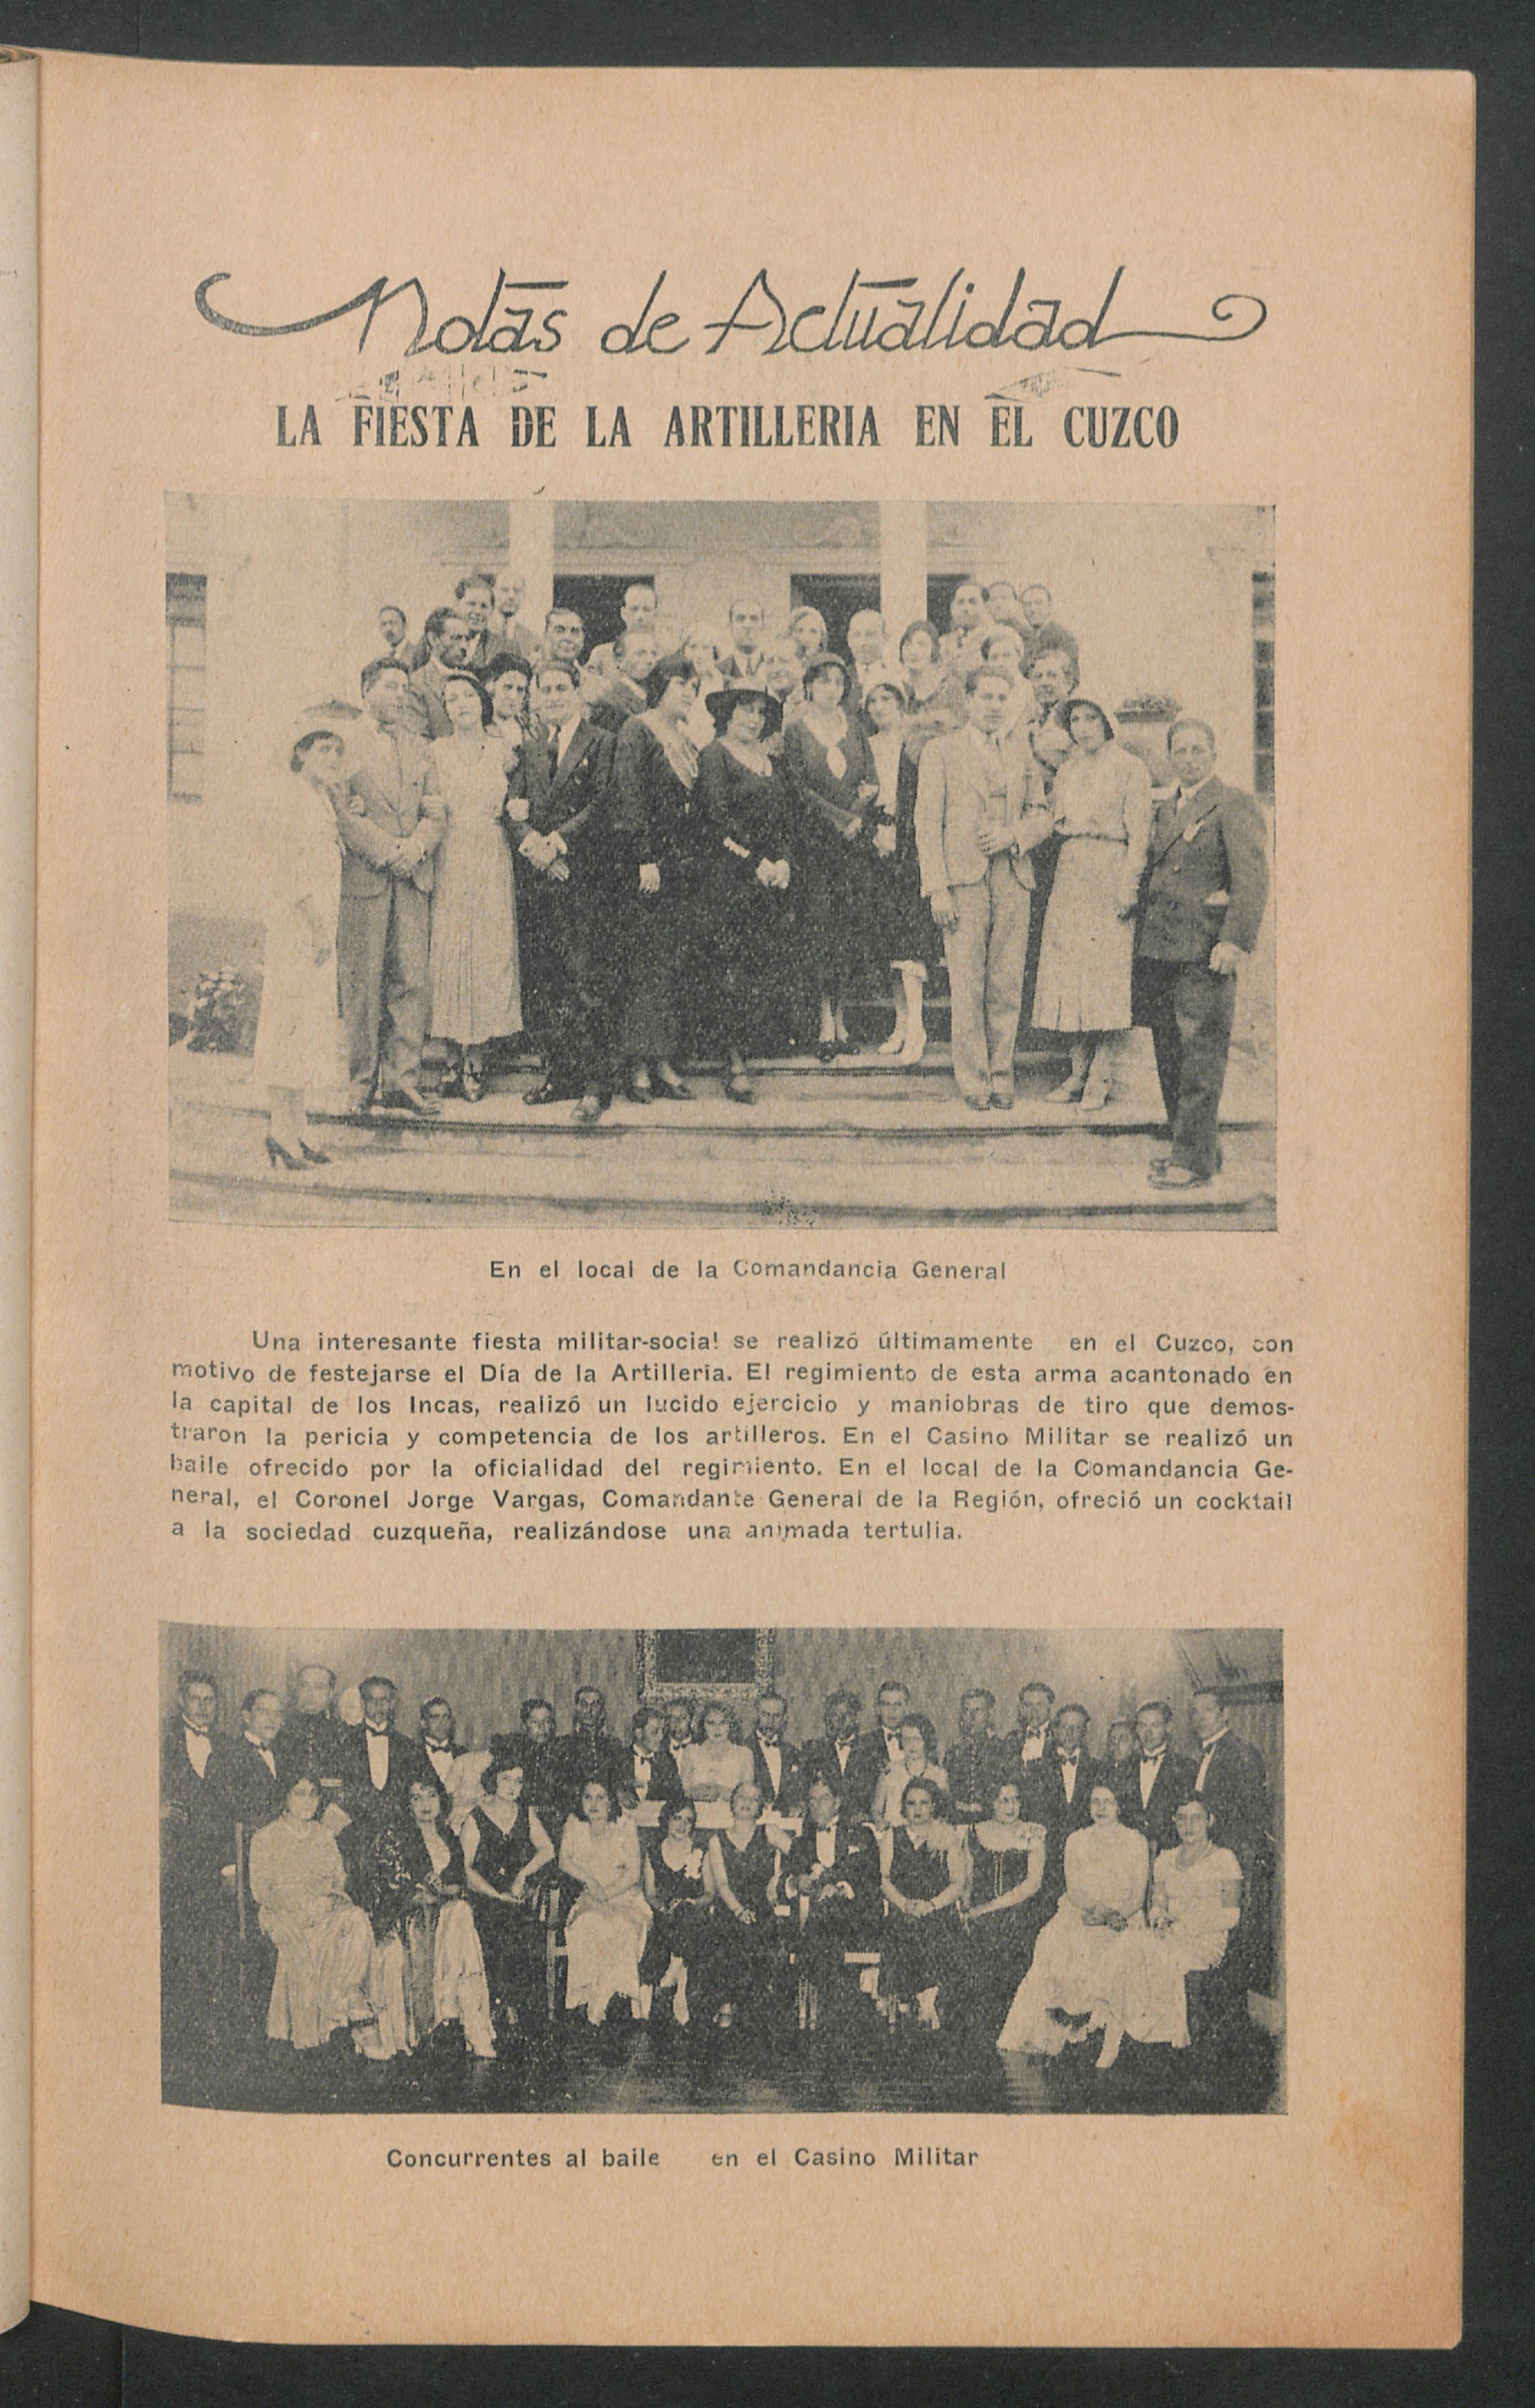 Notas de Actualidad
LA FIESTA DE LA ARTILLERIA EN EL CUZCO
En el local de la Comandancia General
Una interesante fiesta militar-social se realizó últimamente en el Cuzco, con
motivo de festejarse el Día de la Artillería. El regimiento de esta arma acantonado en
la capital de los Incas, realizó un lucido ejercicio y maniobras de tiro que demos-
traron la pericia y competencia de los artilleros. En el Casino Militar se realizó un
baile ofrecido por la oficialidad del regimiento. En el local de la Comandancia Ge-
neral, el Coronel Jorge Vargas, Comandante General de la Región, ofreció un cocktail
a la sociedad cuzqueña, realizándose una animada tertulia.
Concurrentes al baile en el Casino Militar